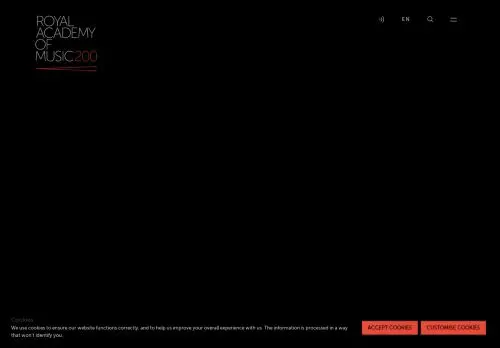 ROYAL
ACADEMY
OF
MUSIC 200
EN
Cookies
We use cookies to ensure our website functions correctly, and to help us improve your overall experience with us. The information is processed in a way
that won't identify you.
ACCEPT COOKIES
CUSTOMISE COOKIES